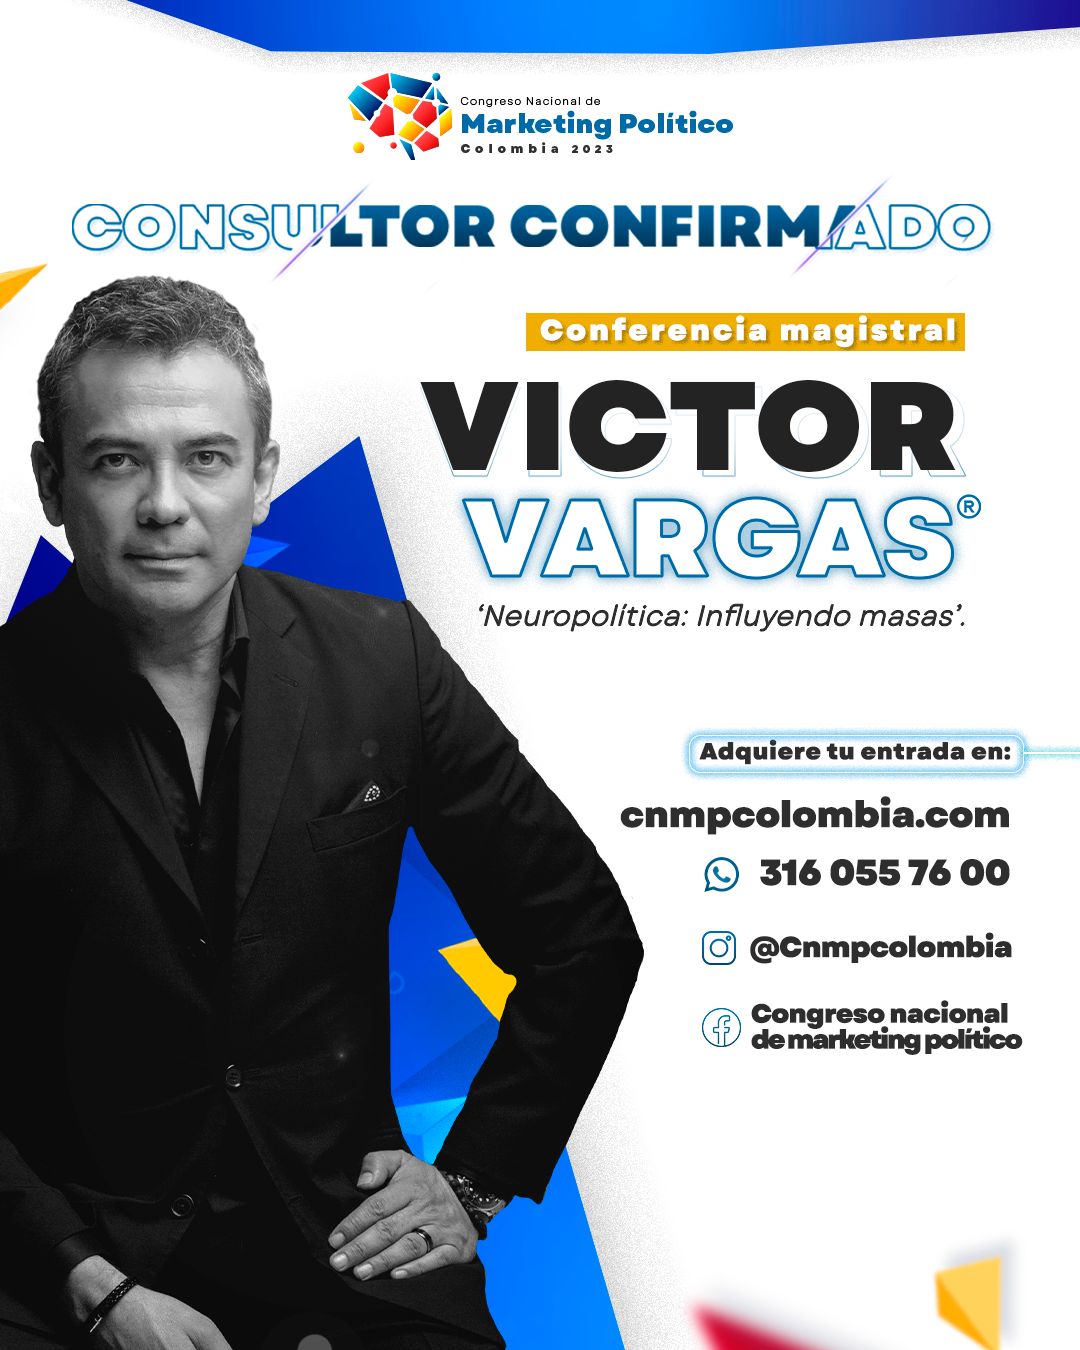 Congreso Nacional de
Marketing Político
Colombia 2023
CONSULTOR CONFIRMADO
Conferencia magistral
VICTOR
VARGAS®
‘Neuropolítica: Influyendo masas’.
Adquiere tu entrada en:
cnmpcolombia.com
316 055 76 00
@Cnmpcolombia
Congreso nacional
de marketing político